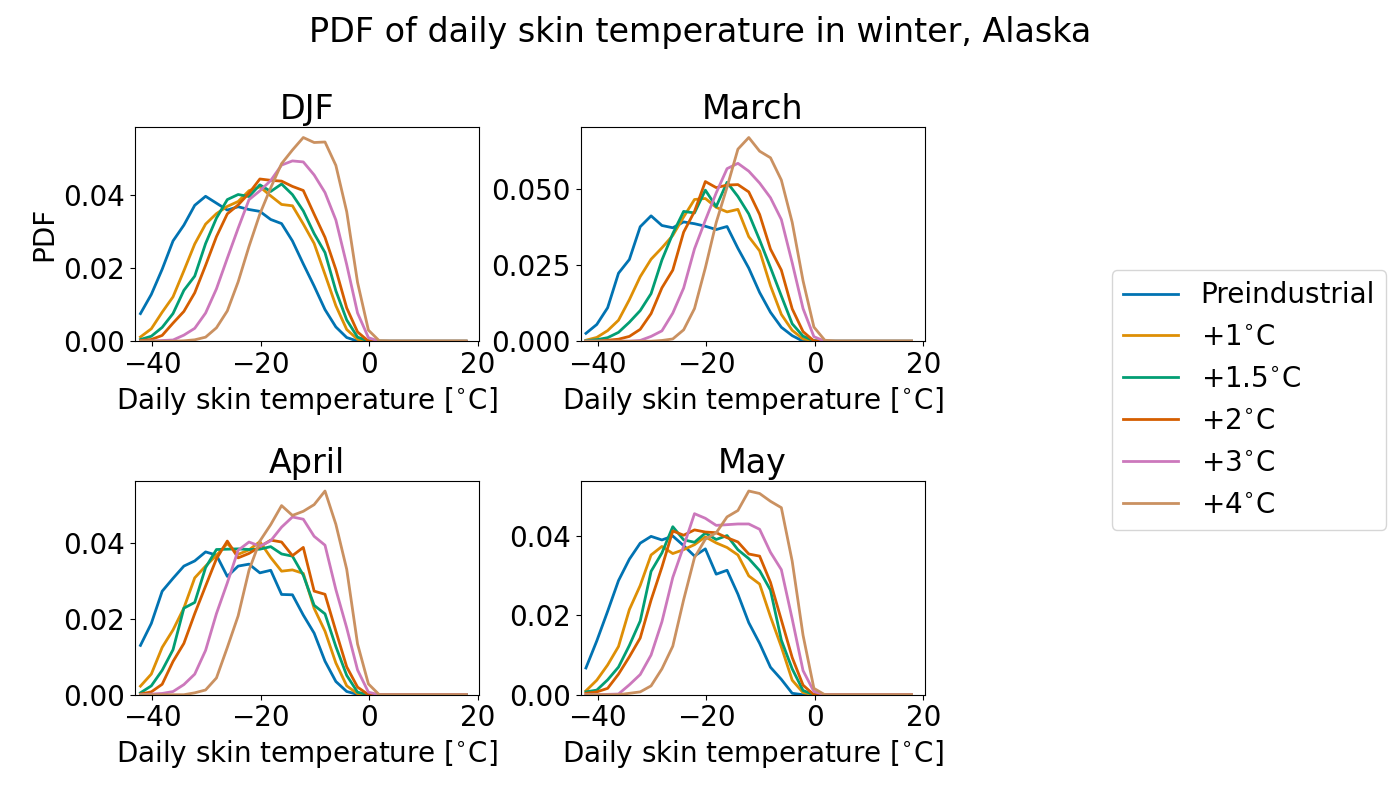 PDF of daily skin temperature in winter, Alaska
DJF
March
PDF
0.04
0.02
0.00
−40 −20 0 20
Daily skin temperature [°C]
0.050
0.025
0.000
−40 −20 0 20
Daily skin temperature [°C]
Preindustrial
+1°C
+1.5°C
+2°C
+3°C
+4°C
April
May
0.04
0.02
0.00
−40 −20 0 20
Daily skin temperature [°C]
0.04
0.02
0.00
−40 −20 0 20
Daily skin temperature [°C]